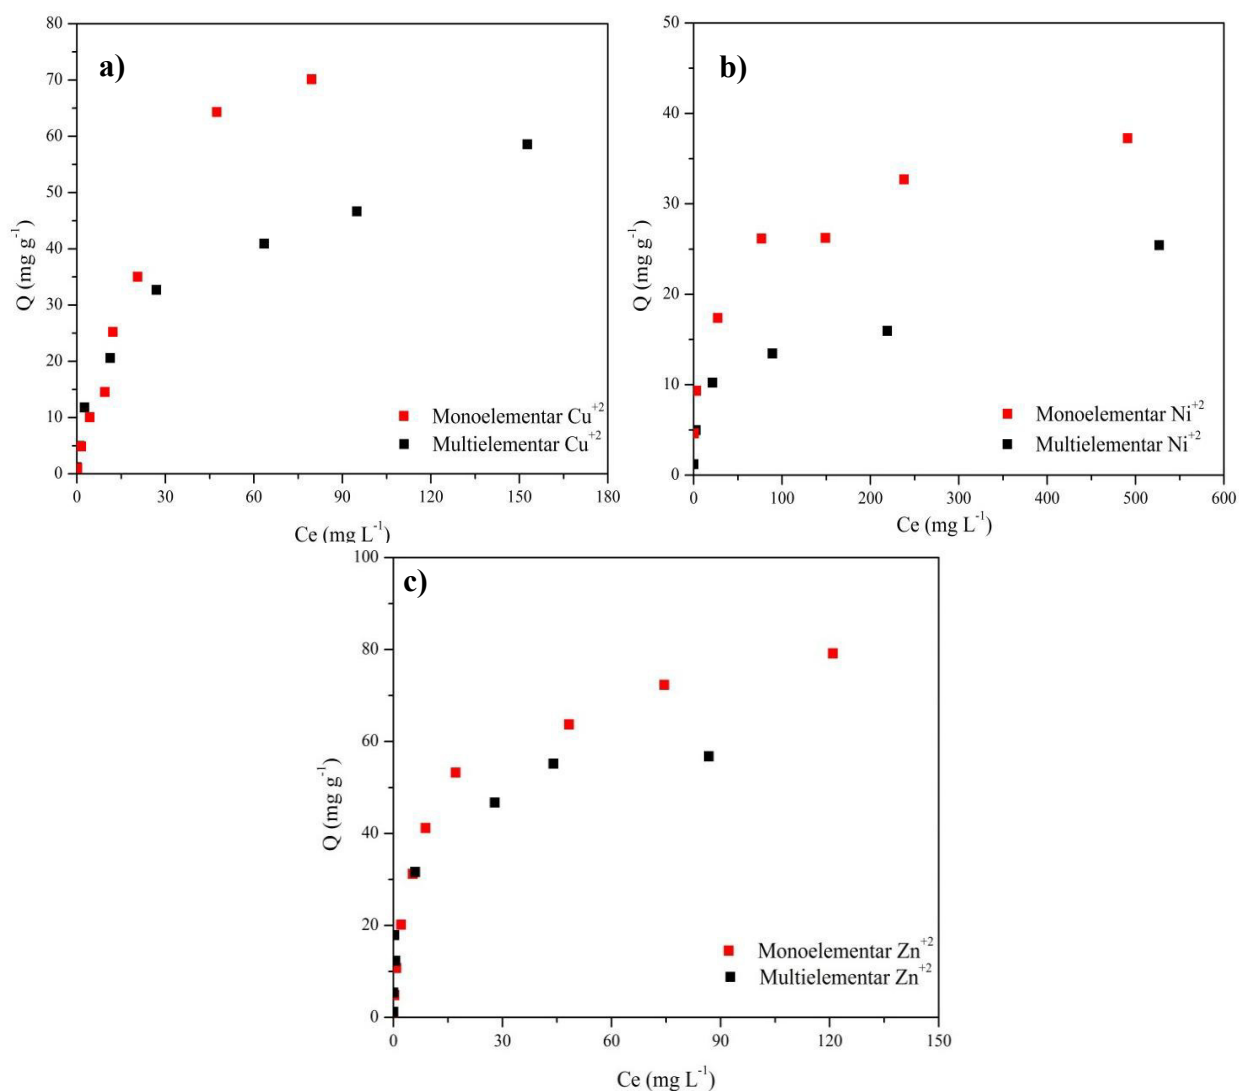 a)
80
70
60
50
40
30
20
10
0
Q (mg g⁻¹)
Monoelementar Cu⁺²
Multielementar Cu⁺²
0 30 60 90 120 150 180
Ce (mg L⁻¹)
b)
50
40
30
20
10
0
Q (mg g⁻¹)
Monoelementar Ni⁺²
Multielementar Ni⁺²
0 100 200 300 400 500 600
Ce (mg L⁻¹)
c)
100
80
60
40
20
0
Q (mg g⁻¹)
Monoelementar Zn⁺²
Multielementar Zn⁺²
0 30 60 90 120 150
Ce (mg L⁻¹)